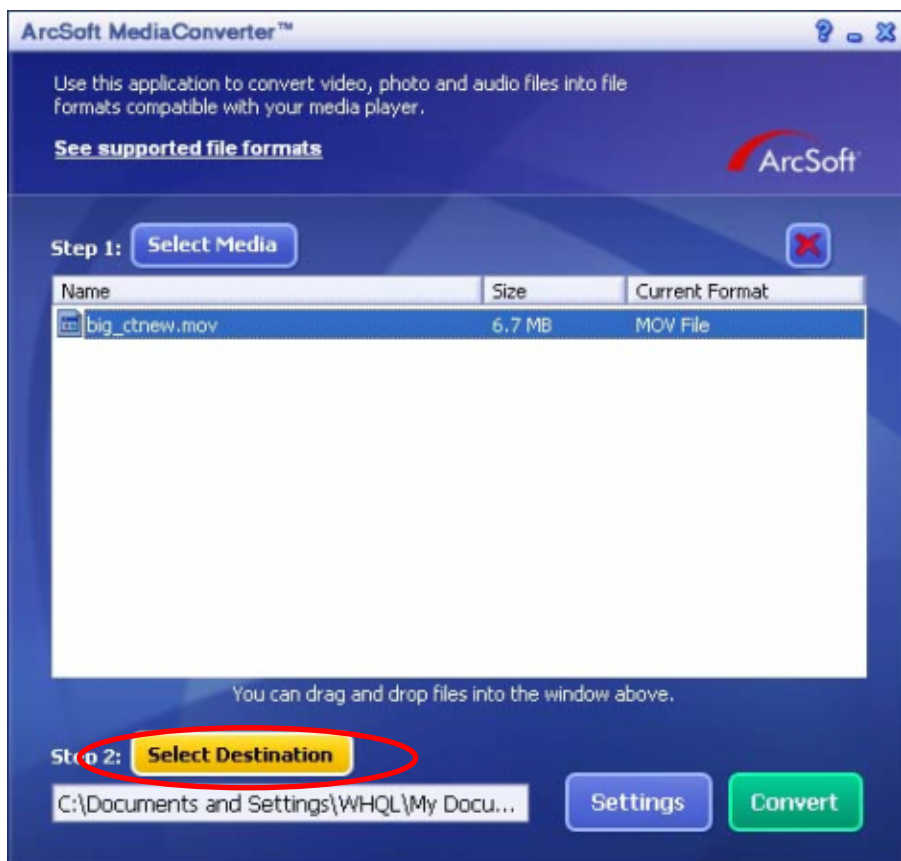 ArcSoft MediaConverter™
Use this application to convert video, photo and audio files into file
formats compatible with your media player.
See supported file formats
ArcSoft
Step 1: Select Media
Name Size Current Format
big_ctnew.mov 6.7 MB MOV File
You can drag and drop files into the window above.
Step 2: Select Destination
C:\Documents and Settings\WHQL\My Docu...
Settings
Convert